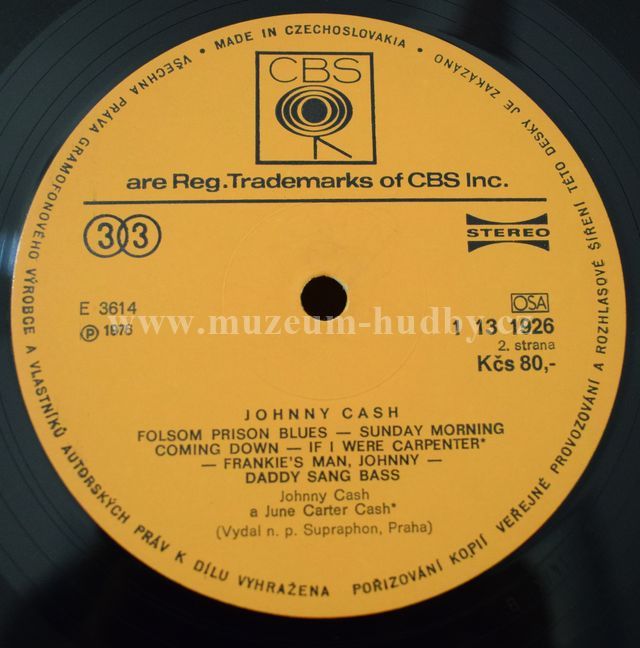 VŠECHNA PRÁVA GRAMOFONOVÉHO VÝROBCE A VLASTNÍKŮ AUTORSKÝCH PRÁV K DÍLU VYHRAŽENA
POŘIZOVÁNÍ KOPIÍ VEŘEJNÉ PROVOZOVÁNÍ A ROZHLASOVÉ ŠÍŘENÍ TÉTO DESKY JE ZAKÁZÁNO
• MADE IN CZECHOSLOVAKIA •
CBS
are Reg.Trademarks of CBS Inc.
33
STEREO
E 3614
OSA
℗ 1976
www.muzeum-hudby.cz
1 13 1926
2. strana
Kčs 80,-
JOHNNY CASH
FOLSOM PRISON BLUES — SUNDAY MORNING
COMING DOWN — IF I WERE CARPENTER*
— FRANKIE'S MAN, JOHNNY —
DADDY SANG BASS
Johnny Cash
a June Carter Cash*
(Vydal n. p. Supraphon, Praha)